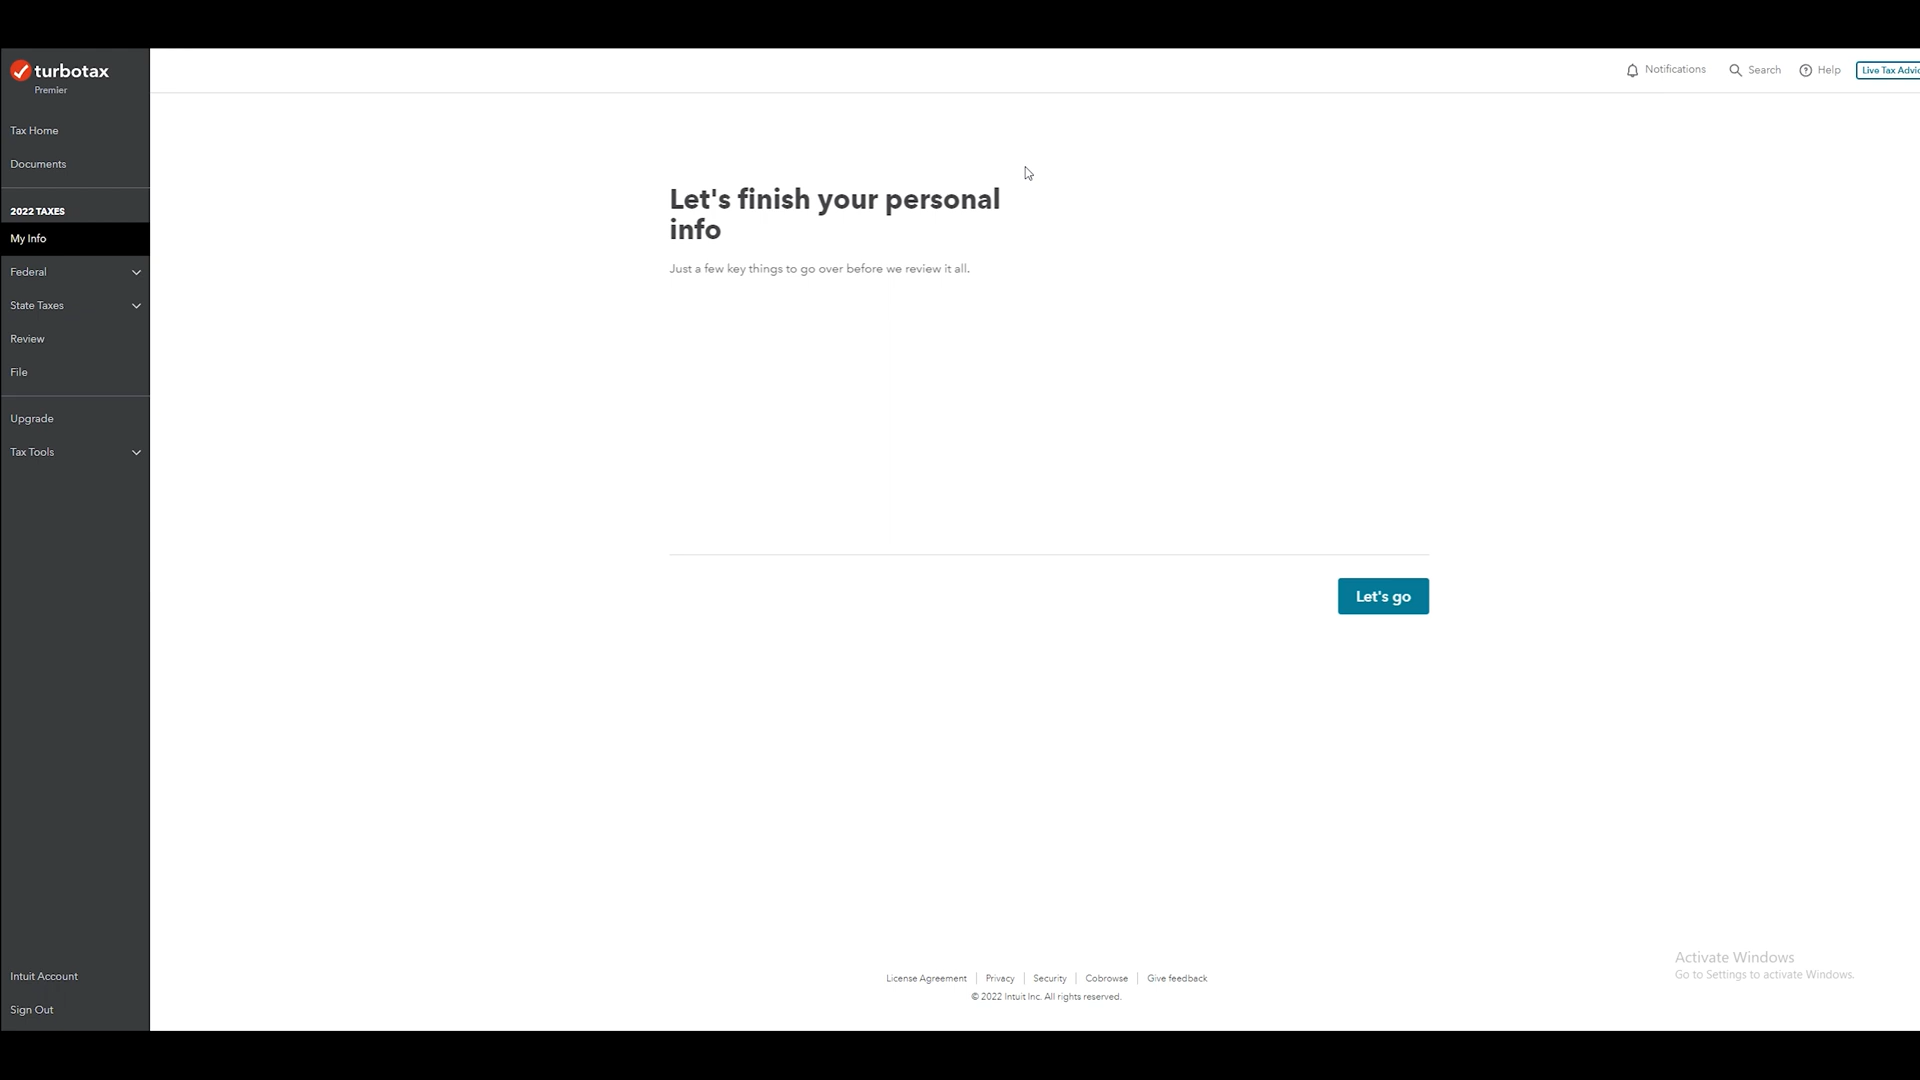 turbotax
Premier
Tax Home
Documents
2022 TAXES
My Info
Federal
State Taxes
Review
File
Upgrade
Tax Tools
Intuit Account
Sign Out
Notifications
Search
Help
Live Tax Advic
Let's finish your personal
info
Just a few key things to go over before we review it all.
Let's go
License Agreement
Privacy
Security
Cobrowse
Give feedback
© 2022 Intuit Inc. All rights reserved.
Activate Windows
Go to Settings to activate Windows.